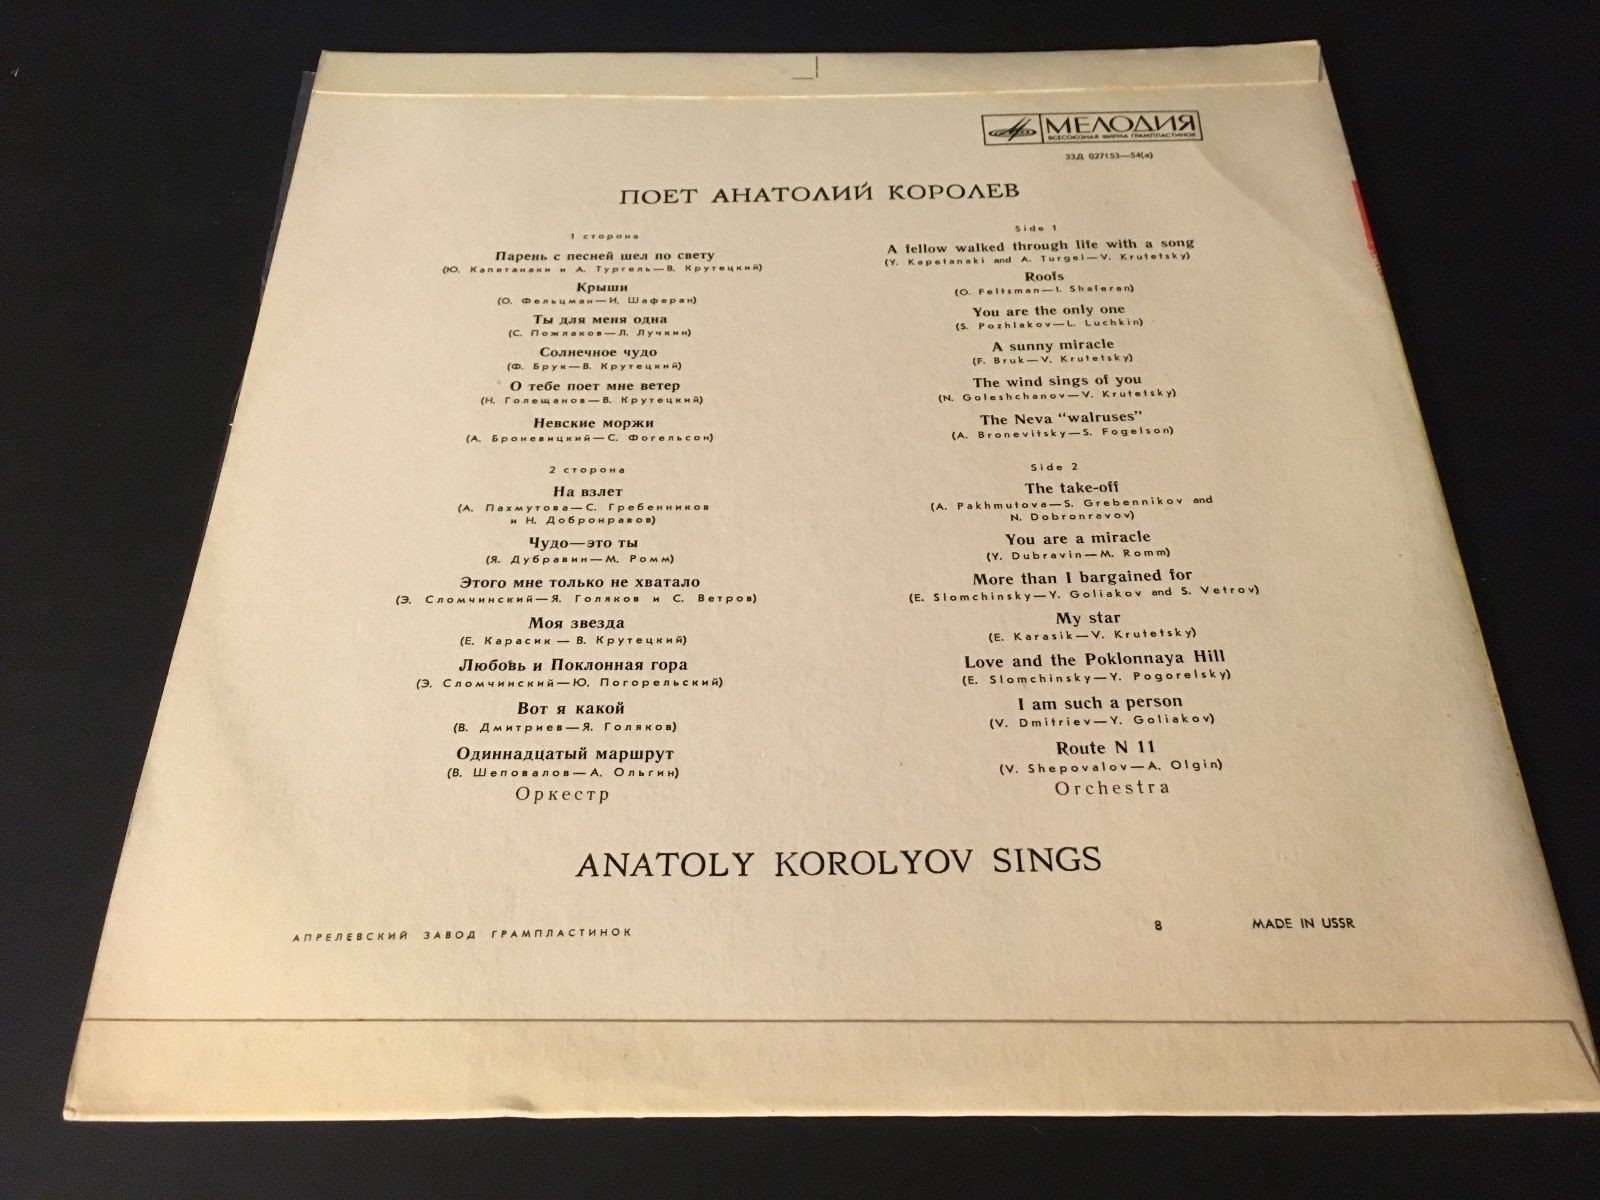 МЕЛОДИЯ
ВСЕСОЮЗНАЯ ФИРМА ГРАМПЛАСТИНОК
33Д 027153—54(а)
ПОЕТ АНАТОЛИЙ КОРОЛЕВ
1 сторона
Парень с песней шел по свету
(Ю. Капетанаки и А. Тургель—В. Крутецкий)
Крыши
(О. Фельцман—И. Шаферан)
Ты для меня одна
(С. Пожлаков—Л. Лучкин)
Солнечное чудо
(Ф. Брук—В. Крутецкий)
О тебе поет мне ветер
(Н. Голещанов—В. Крутецкий)
Невские моржи
(А. Броневицкий—С. Фогельсон)
2 сторона
На взлет
(А. Пахмутова—С. Гребенников
и Н. Добронравов)
Чудо—это ты
(Я. Дубравин—М. Ромм)
Этого мне только не хватало
(Э. Сломчинский—Я. Голяков и С. Ветров)
Моя звезда
(Е. Карасик — В. Крутецкий)
Любовь и Поклонная гора
(Э. Сломчинский—Ю. Погорельский)
Вот я какой
(В. Дмитриев—Я. Голяков)
Одиннадцатый маршрут
(В. Шеповалов—А. Ольгин)
Оркестр
Side 1
A fellow walked through life with a song
(Y. Kapetanaki and A. Turgel—V. Krutetsky)
Roofs
(O. Feltsman—I. Shaferan)
You are the only one
(S. Pozhlakov—L. Luchkin)
A sunny miracle
(F. Bruk—V. Krutetsky)
The wind sings of you
(N. Goleshchanov—V. Krutetsky)
The Neva “walruses”
(A. Bronevitsky—S. Fogelson)
Side 2
The take-off
(A. Pakhmutova—S. Grebennikov and
N. Dobronravov)
You are a miracle
(Y. Dubravin—M. Romm)
More than I bargained for
(E. Slomchinsky—Y. Goliakov and S. Vetrov)
My star
(E. Karasik—V. Krutetsky)
Love and the Poklonnaya Hill
(E. Slomchinsky—Y. Pogorelsky)
I am such a person
(V. Dmitriev—Y. Goliakov)
Route N 11
(V. Shepovalov—A. Olgin)
Orchestra
ANATOLY KOROLYOV SINGS
АПРЕЛЕВСКИЙ ЗАВОД ГРАМПЛАСТИНОК
8
MADE IN USSR